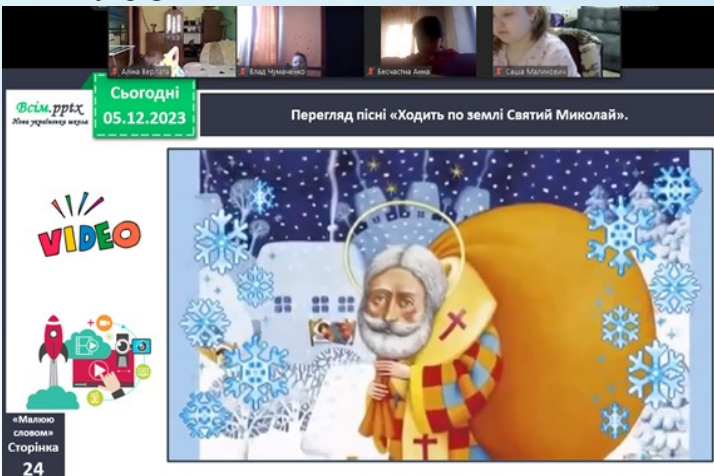 Аліна Верлата
Влад Чумаченко
Бесчастна Анна
Саша Малинович
Всім.pptx
Нова українська школа
Сьогодні
05.12.2023
Перегляд пісні «Ходить по землі Святий Миколай».
VIDEO
«Малюю
словом»
Сторінка
24